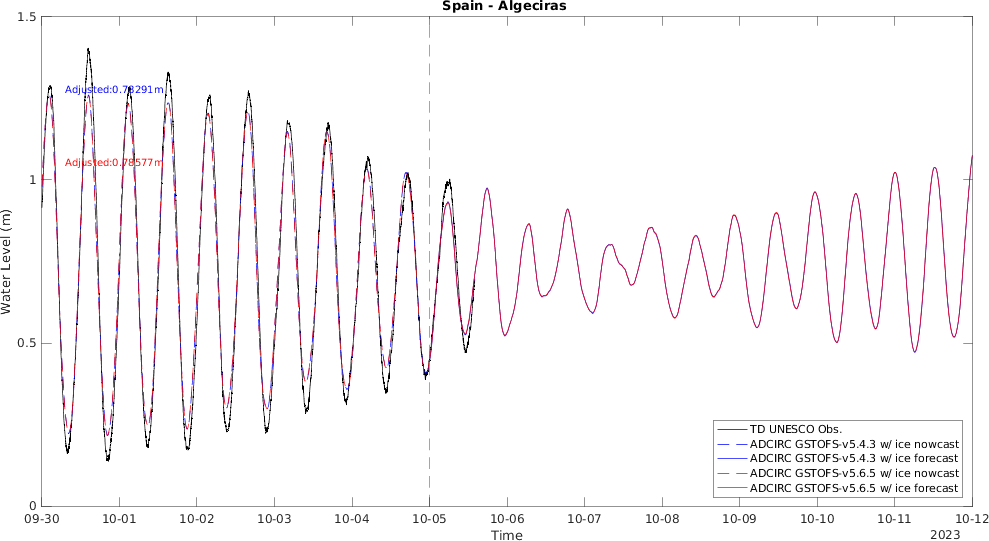 Spain - Algeciras
1.5
1
0.5
0
Water Level (m)
Adjusted:0.78291m
Adjusted:0.78577m
TD UNESCO Obs.
ADCIRC GSTOFS-v5.4.3 w/ ice nowcast
ADCIRC GSTOFS-v5.4.3 w/ ice forecast
ADCIRC GSTOFS-v5.6.5 w/ ice nowcast
ADCIRC GSTOFS-v5.6.5 w/ ice forecast
09-30 10-01 10-02 10-03 10-04 10-05 10-06 10-07 10-08 10-09 10-10 10-11 10-12
Time
2023